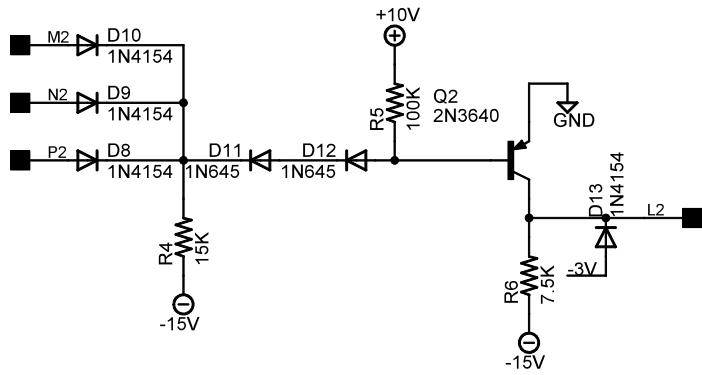 M2
D10
1N4154
N2
D9
1N4154
P2
D8
1N4154
D11
1N645
D12
1N645
+10V
R5
100K
Q2
2N3640
GND
D13
1N4154
L2
-3V
R4
15K
-15V
R6
7.5K
-15V